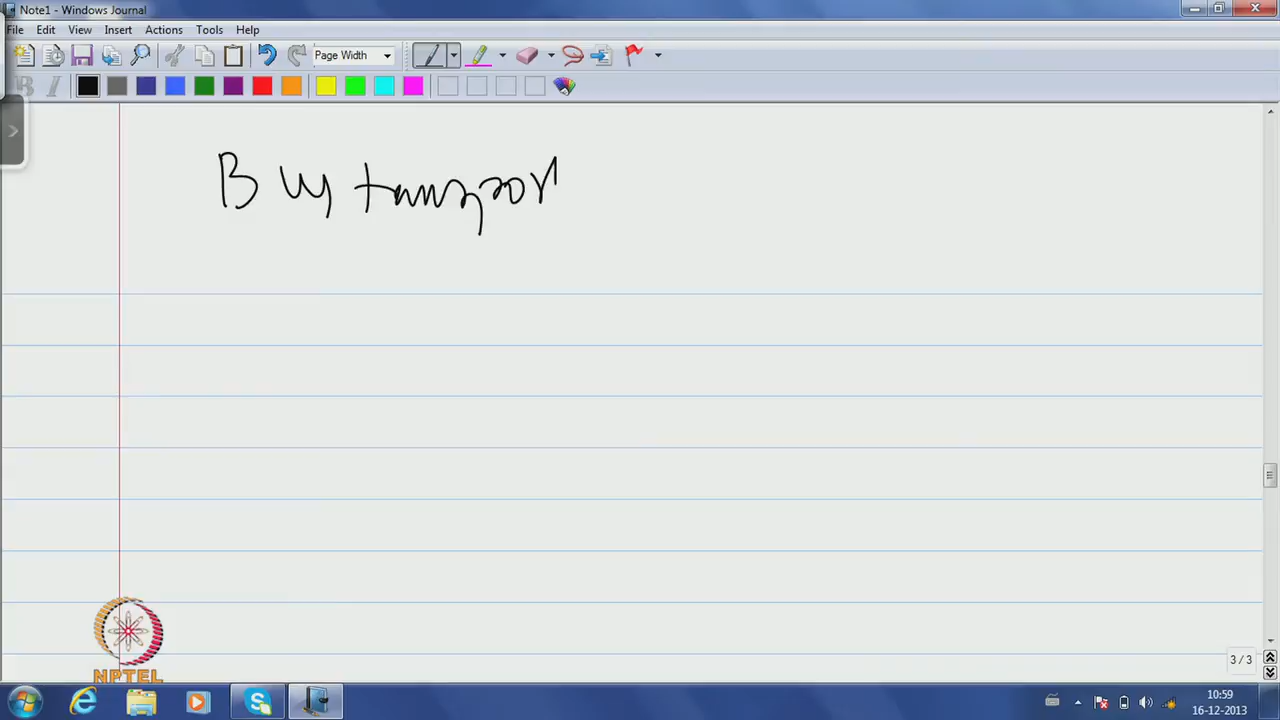 Note1 - Windows Journal
File Edit View Insert Actions Tools Help
Page Width
B I
Bus transport
3 / 3
NPTEL
10:59
16-12-2013